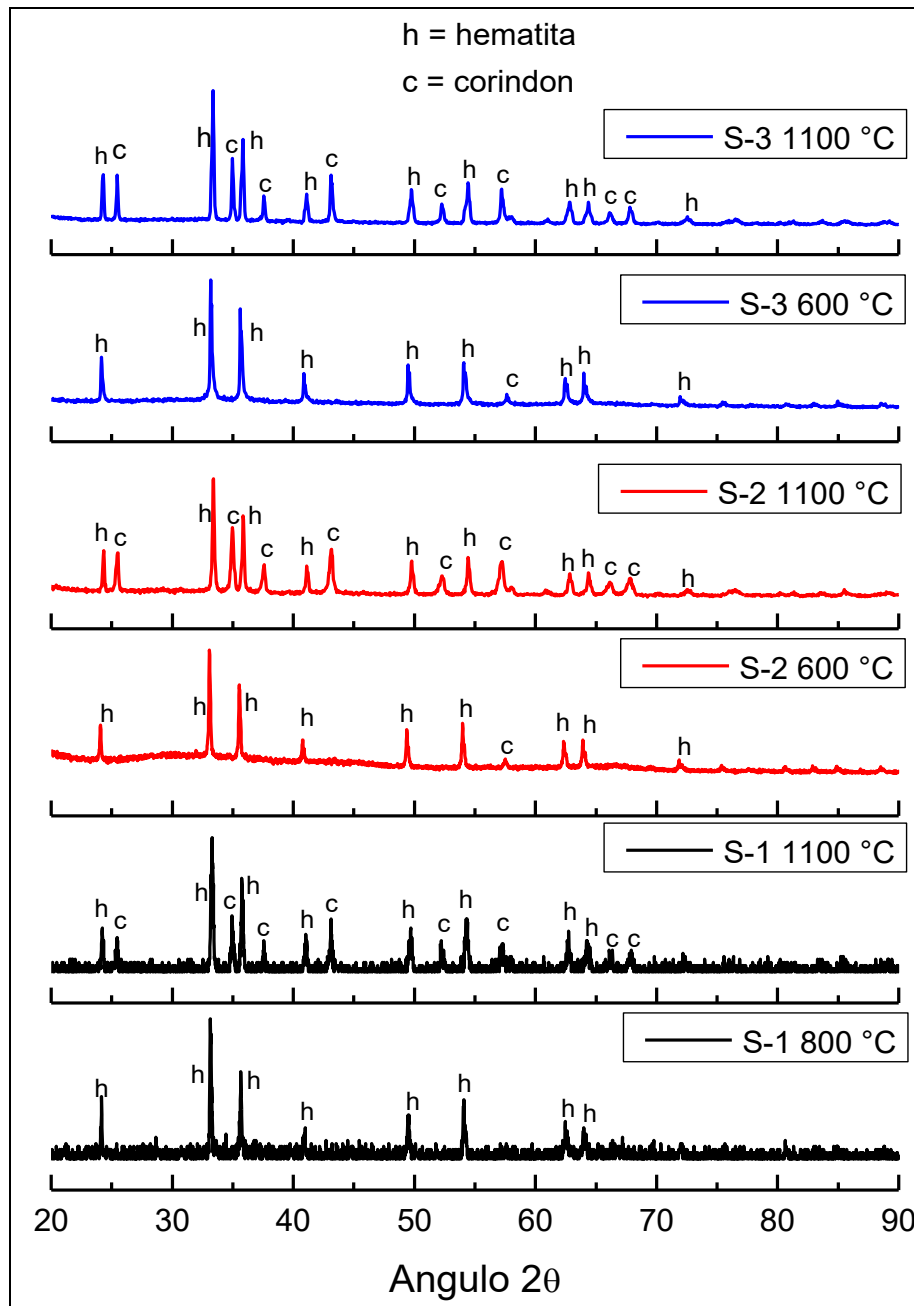 h = hematita
c = corindon
S-3 1100 °C
h c h c h c h c h c h c h h c c h
S-3 600 °C
h h h h h h c h h h
S-2 1100 °C
h c h c h c h c h c h c h h c c h
S-2 600 °C
h h h h h h c h h h
S-1 1100 °C
h c h c h c h c h c h c h h c c
S-1 800 °C
h h h h h h h h
20 30 40 50 60 70 80 90
Angulo 2θ